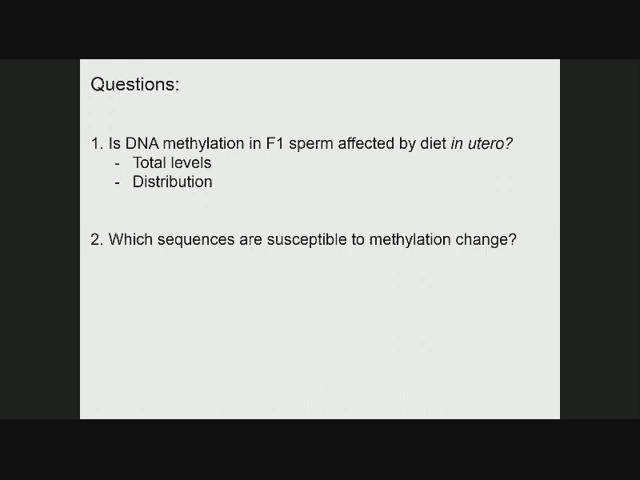 Questions:
1. Is DNA methylation in F1 sperm affected by diet in utero?
- Total levels
- Distribution
2. Which sequences are susceptible to methylation change?